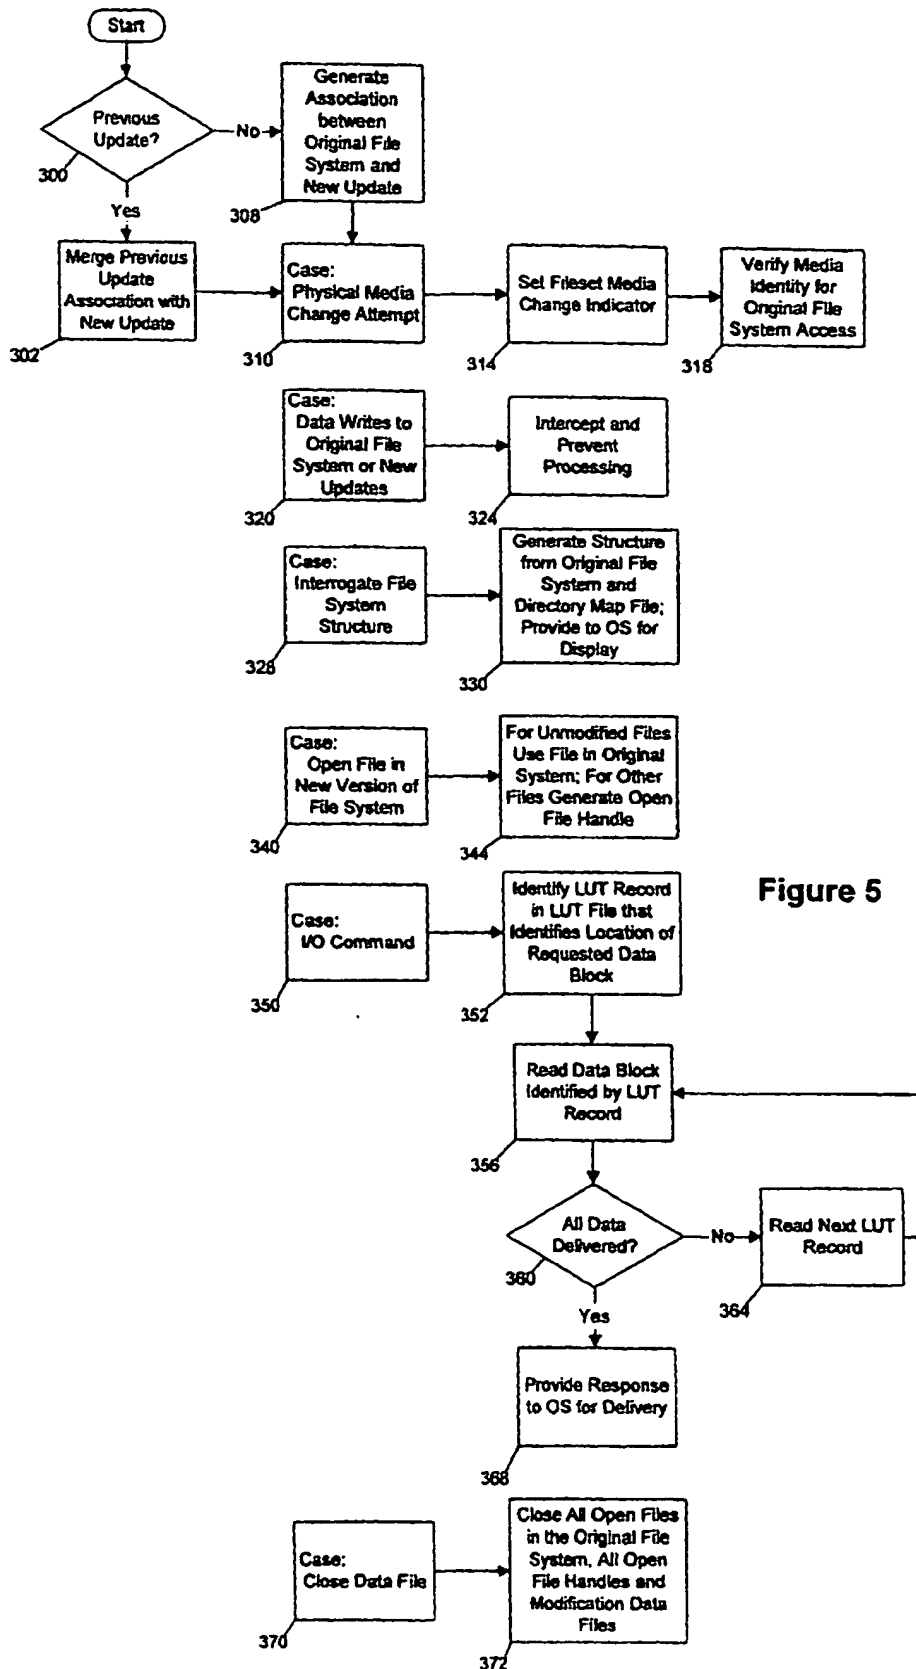 Start
Previous
Update?
300
No
Generate
Association
between
Original File
System and
New Update
308
Yes
Merge Previous
Update
Association with
New Update
302
Case:
Physical Media
Change Attempt
310
Set Fileset Media
Change Indicator
314
Verify Media
Identity for
Original File
System Access
318
Case:
Data Writes to
Original File
System or New
Updates
320
Intercept and
Prevent
Processing
324
Case:
Interrogate File
System
Structure
328
Generate Structure
from Original File
System and
Directory Map File;
Provide to OS for
Display
330
Case:
Open File in
New Version of
File System
340
For Unmodified Files
Use File in Original
System; For Other
Files Generate Open
File Handle
344
Figure 5
Case:
I/O Command
350
Identify LUT Record
in LUT File that
Identifies Location of
Requested Data
Block
352
Read Data Block
Identified by LUT
Record
356
All Data
Delivered?
360
No
Read Next LUT
Record
364
Yes
Provide Response
to OS for Delivery
368
Case:
Close Data File
370
Close All Open Files
in the Original File
System, All Open
File Handles and
Modification Data
Files
372